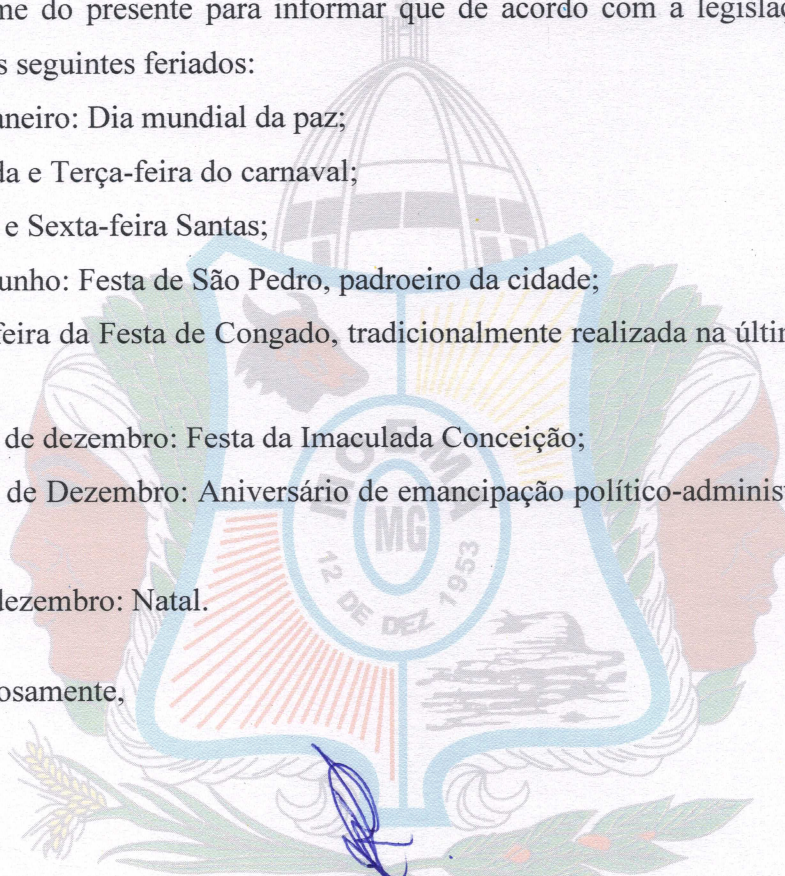 me do presente para informar que de acordo com a legislaç
s seguintes feriados:
aneiro: Dia mundial da paz;
da e Terça-feira do carnaval;
e Sexta-feira Santas;
unho: Festa de São Pedro, padroeiro da cidade;
feira da Festa de Congado, tradicionalmente realizada na últin
de dezembro: Festa da Imaculada Conceição;
de Dezembro: Aniversário de emancipação político-adminis
dezembro: Natal.
osamente,
MOEMA
MG
12 DE DEZ 1953